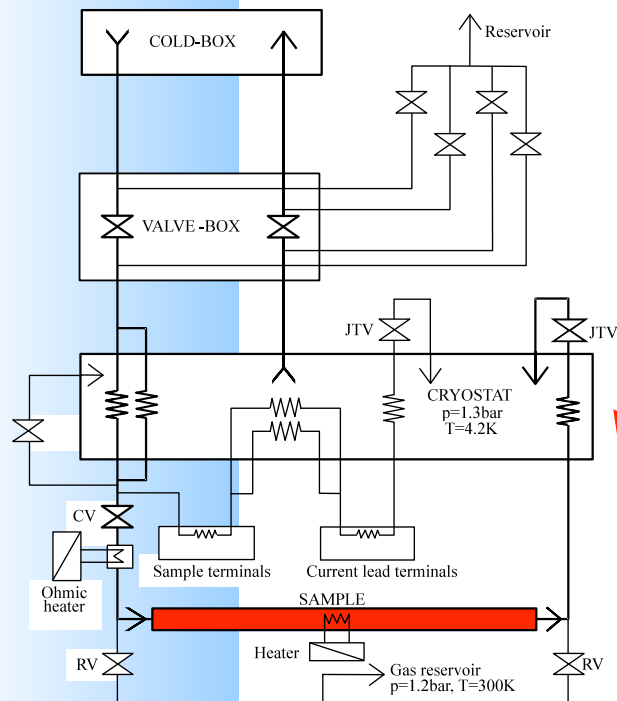 COLD-BOX
Reservoir
VALVE -BOX
JTV
JTV
CRYOSTAT
p=1.3bar
T=4.2K
CV
Ohmic
heater
Sample terminals
Current lead terminals
SAMPLE
Heater
RV
Gas reservoir
p=1.2bar, T=300K
RV